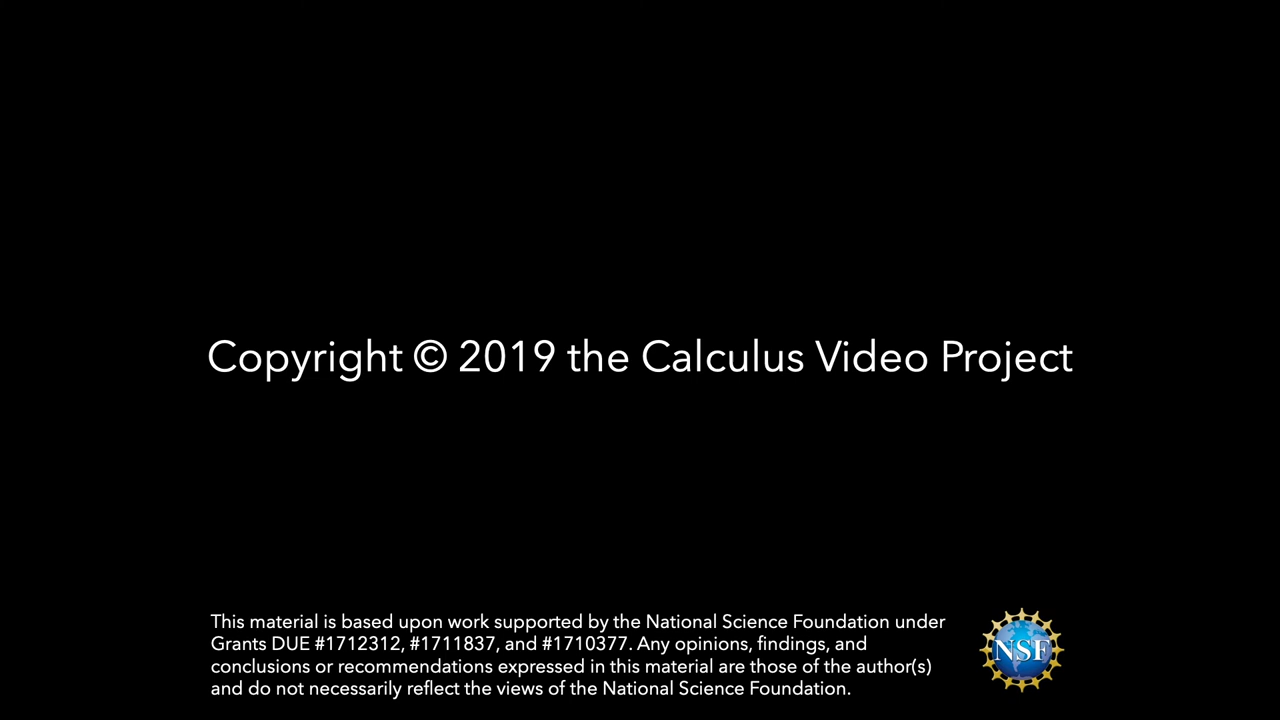 Copyright © 2019 the Calculus Video Project
This material is based upon work supported by the National Science Foundation under
Grants DUE #1712312, #1711837, and #1710377. Any opinions, findings, and
conclusions or recommendations expressed in this material are those of the author(s)
and do not necessarily reflect the views of the National Science Foundation.
NSF